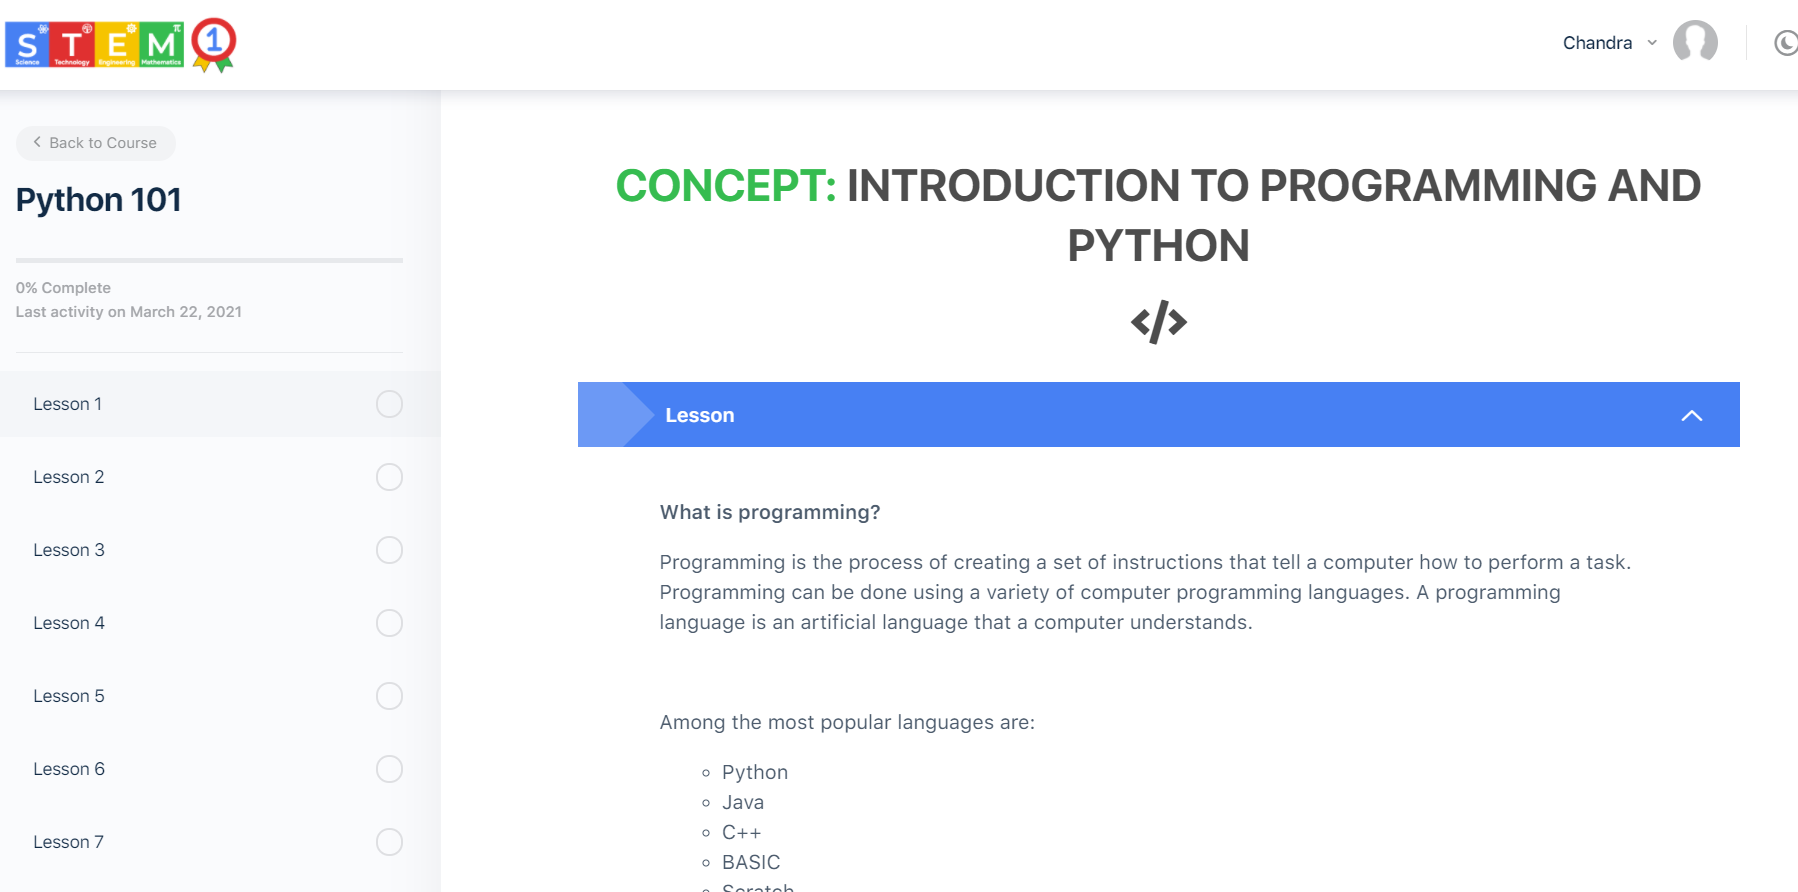 S T E M 1
Science Technology Engineering Mathematics
Chandra
Back to Course
Python 101
0% Complete
Last activity on March 22, 2021
Lesson 1
Lesson 2
Lesson 3
Lesson 4
Lesson 5
Lesson 6
Lesson 7
CONCEPT: INTRODUCTION TO PROGRAMMING AND
PYTHON
</>
Lesson
What is programming?
Programming is the process of creating a set of instructions that tell a computer how to perform a task.
Programming can be done using a variety of computer programming languages. A programming
language is an artificial language that a computer understands.
Among the most popular languages are:
Python
Java
C++
BASIC
Scratch